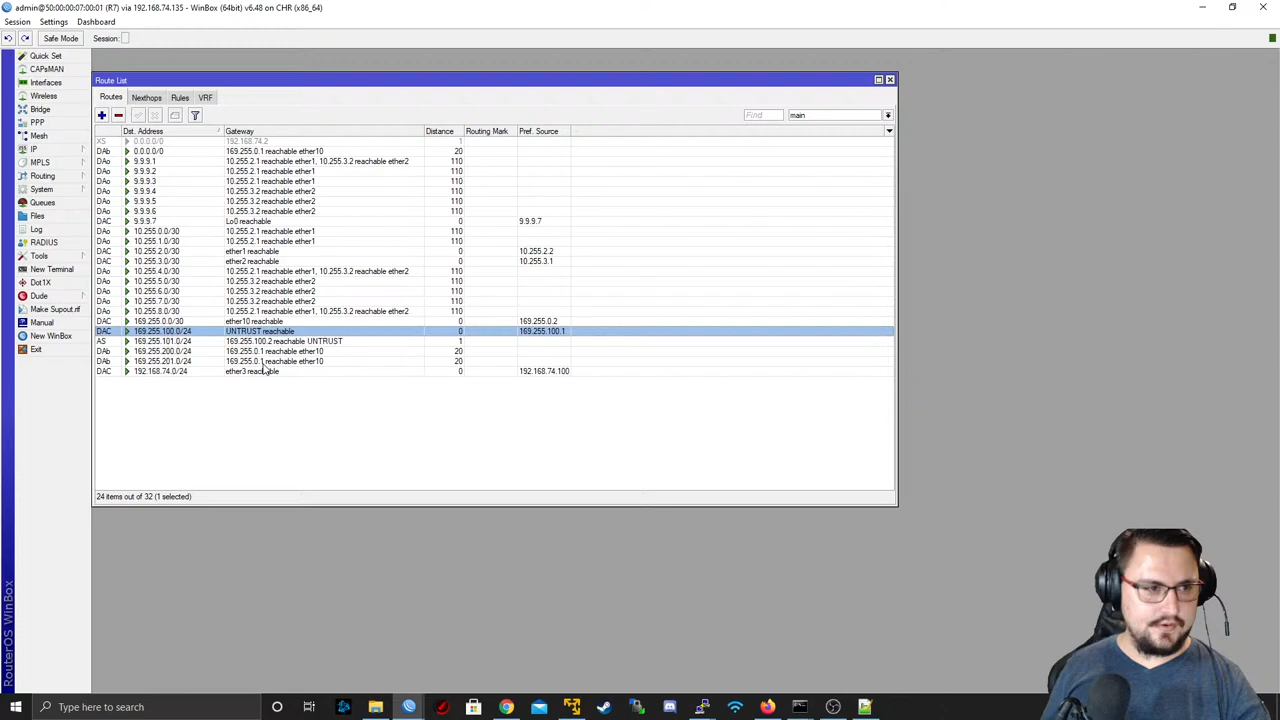 admin@50:00:00:07:00:01 (R7) via 192.168.74.135 - WinBox (64bit) v6.48 on CHR (x86_64)
Session Settings Dashboard
Safe Mode Session:
Quick Set
CAPsMAN
Interfaces
Wireless
Bridge
PPP
Mesh
IP
MPLS
Routing
System
Queues
Files
Log
RADIUS
Tools
New Terminal
Dot1X
Dude
Make Supout.rif
Manual
New WinBox
Exit
RouterOS WinBox
Route List
Routes Nexthops Rules VRF
Find main
Dst. Address Gateway Distance Routing Mark Pref. Source
XS 0.0.0.0/0 192.168.74.2 1
DAb 0.0.0.0/0 169.255.0.1 reachable ether10 20
DAo 9.9.9.1 10.255.2.1 reachable ether1, 10.255.3.2 reachable ether2 110
DAo 9.9.9.2 10.255.2.1 reachable ether1 110
DAo 9.9.9.3 10.255.2.1 reachable ether1 110
DAo 9.9.9.4 10.255.3.2 reachable ether2 110
DAo 9.9.9.5 10.255.3.2 reachable ether2 110
DAo 9.9.9.6 10.255.3.2 reachable ether2 110
DAC 9.9.9.7 Lo0 reachable 0 9.9.9.7
DAo 10.255.0.0/30 10.255.2.1 reachable ether1 110
DAo 10.255.1.0/30 10.255.2.1 reachable ether1 110
DAC 10.255.2.0/30 ether1 reachable 0 10.255.2.2
DAC 10.255.3.0/30 ether2 reachable 0 10.255.3.1
DAo 10.255.4.0/30 10.255.2.1 reachable ether1, 10.255.3.2 reachable ether2 110
DAo 10.255.5.0/30 10.255.3.2 reachable ether2 110
DAo 10.255.6.0/30 10.255.3.2 reachable ether2 110
DAo 10.255.7.0/30 10.255.3.2 reachable ether2 110
DAo 10.255.8.0/30 10.255.2.1 reachable ether1, 10.255.3.2 reachable ether2 110
DAC 169.255.0.0/30 ether10 reachable 0 169.255.0.2
DAC 169.255.100.0/24 UNTRUST reachable 0 169.255.100.1
AS 169.255.101.0/24 169.255.100.2 reachable UNTRUST 1
DAb 169.255.200.0/24 169.255.0.1 reachable ether10 20
DAb 169.255.201.0/24 169.255.0.1 reachable ether10 20
DAC 192.168.74.0/24 ether3 reachable 0 192.168.74.100
24 items out of 32 (1 selected)
Type here to search